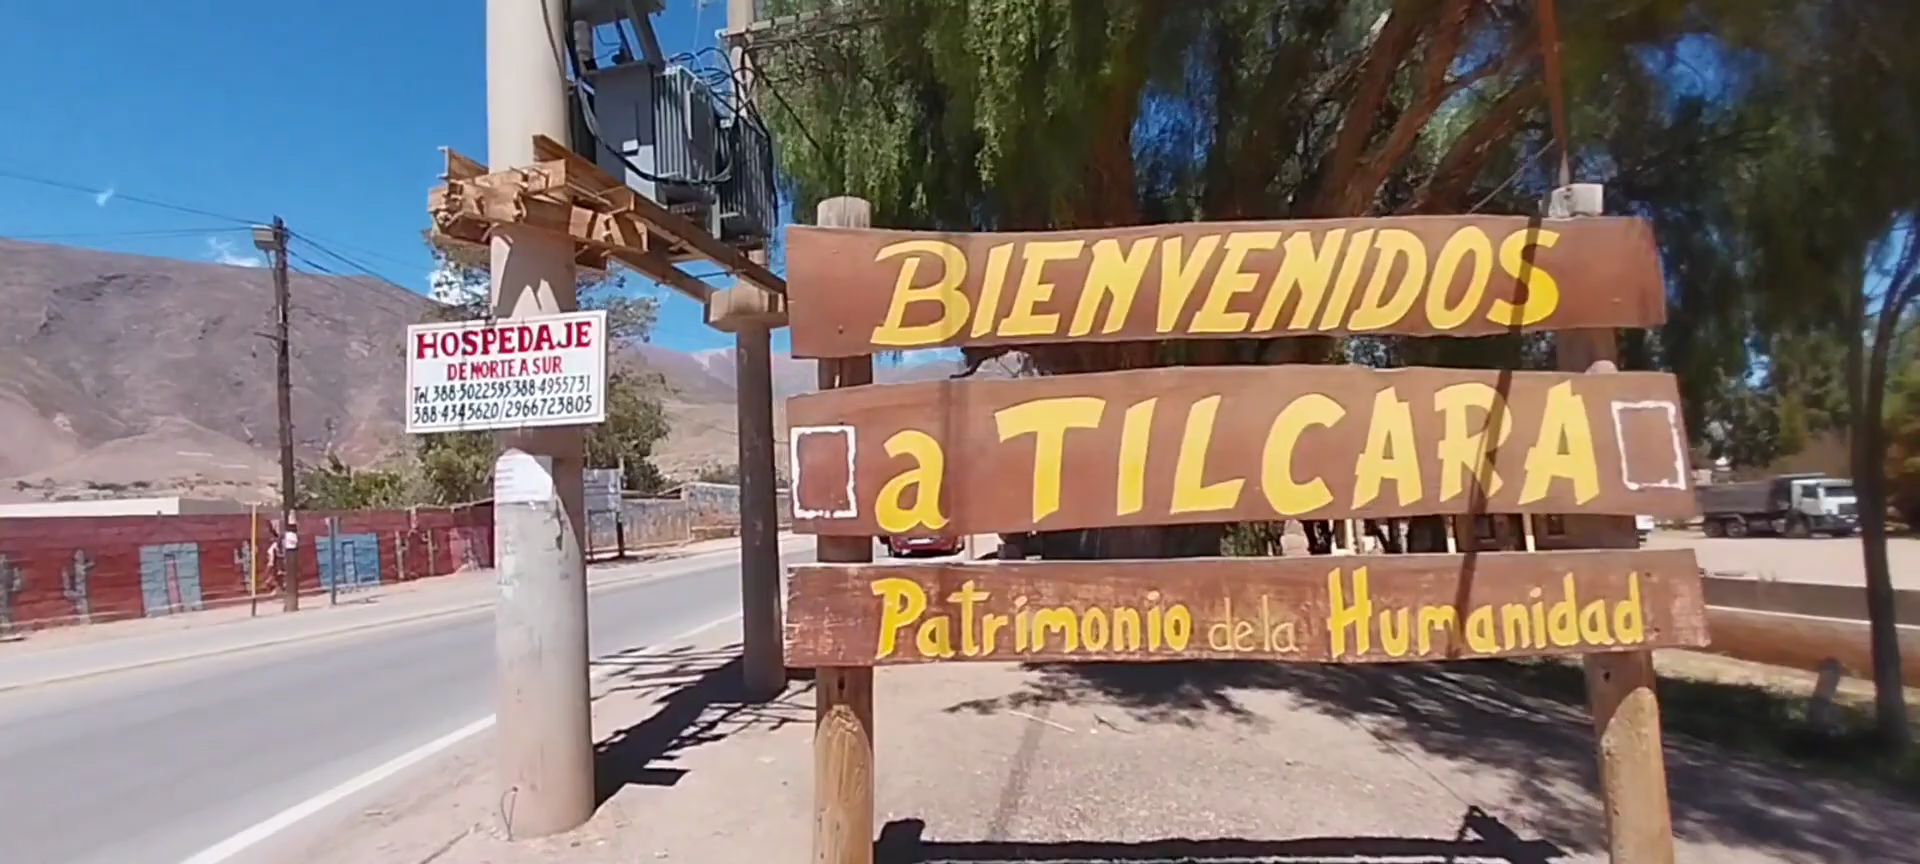 HOSPEDAJE
DE NORTE A SUR
Tel. 388-5022595 388-4955731
388-4345620/2966723805
BIENVENIDOS
a TILCARA
Patrimonio de la Humanidad